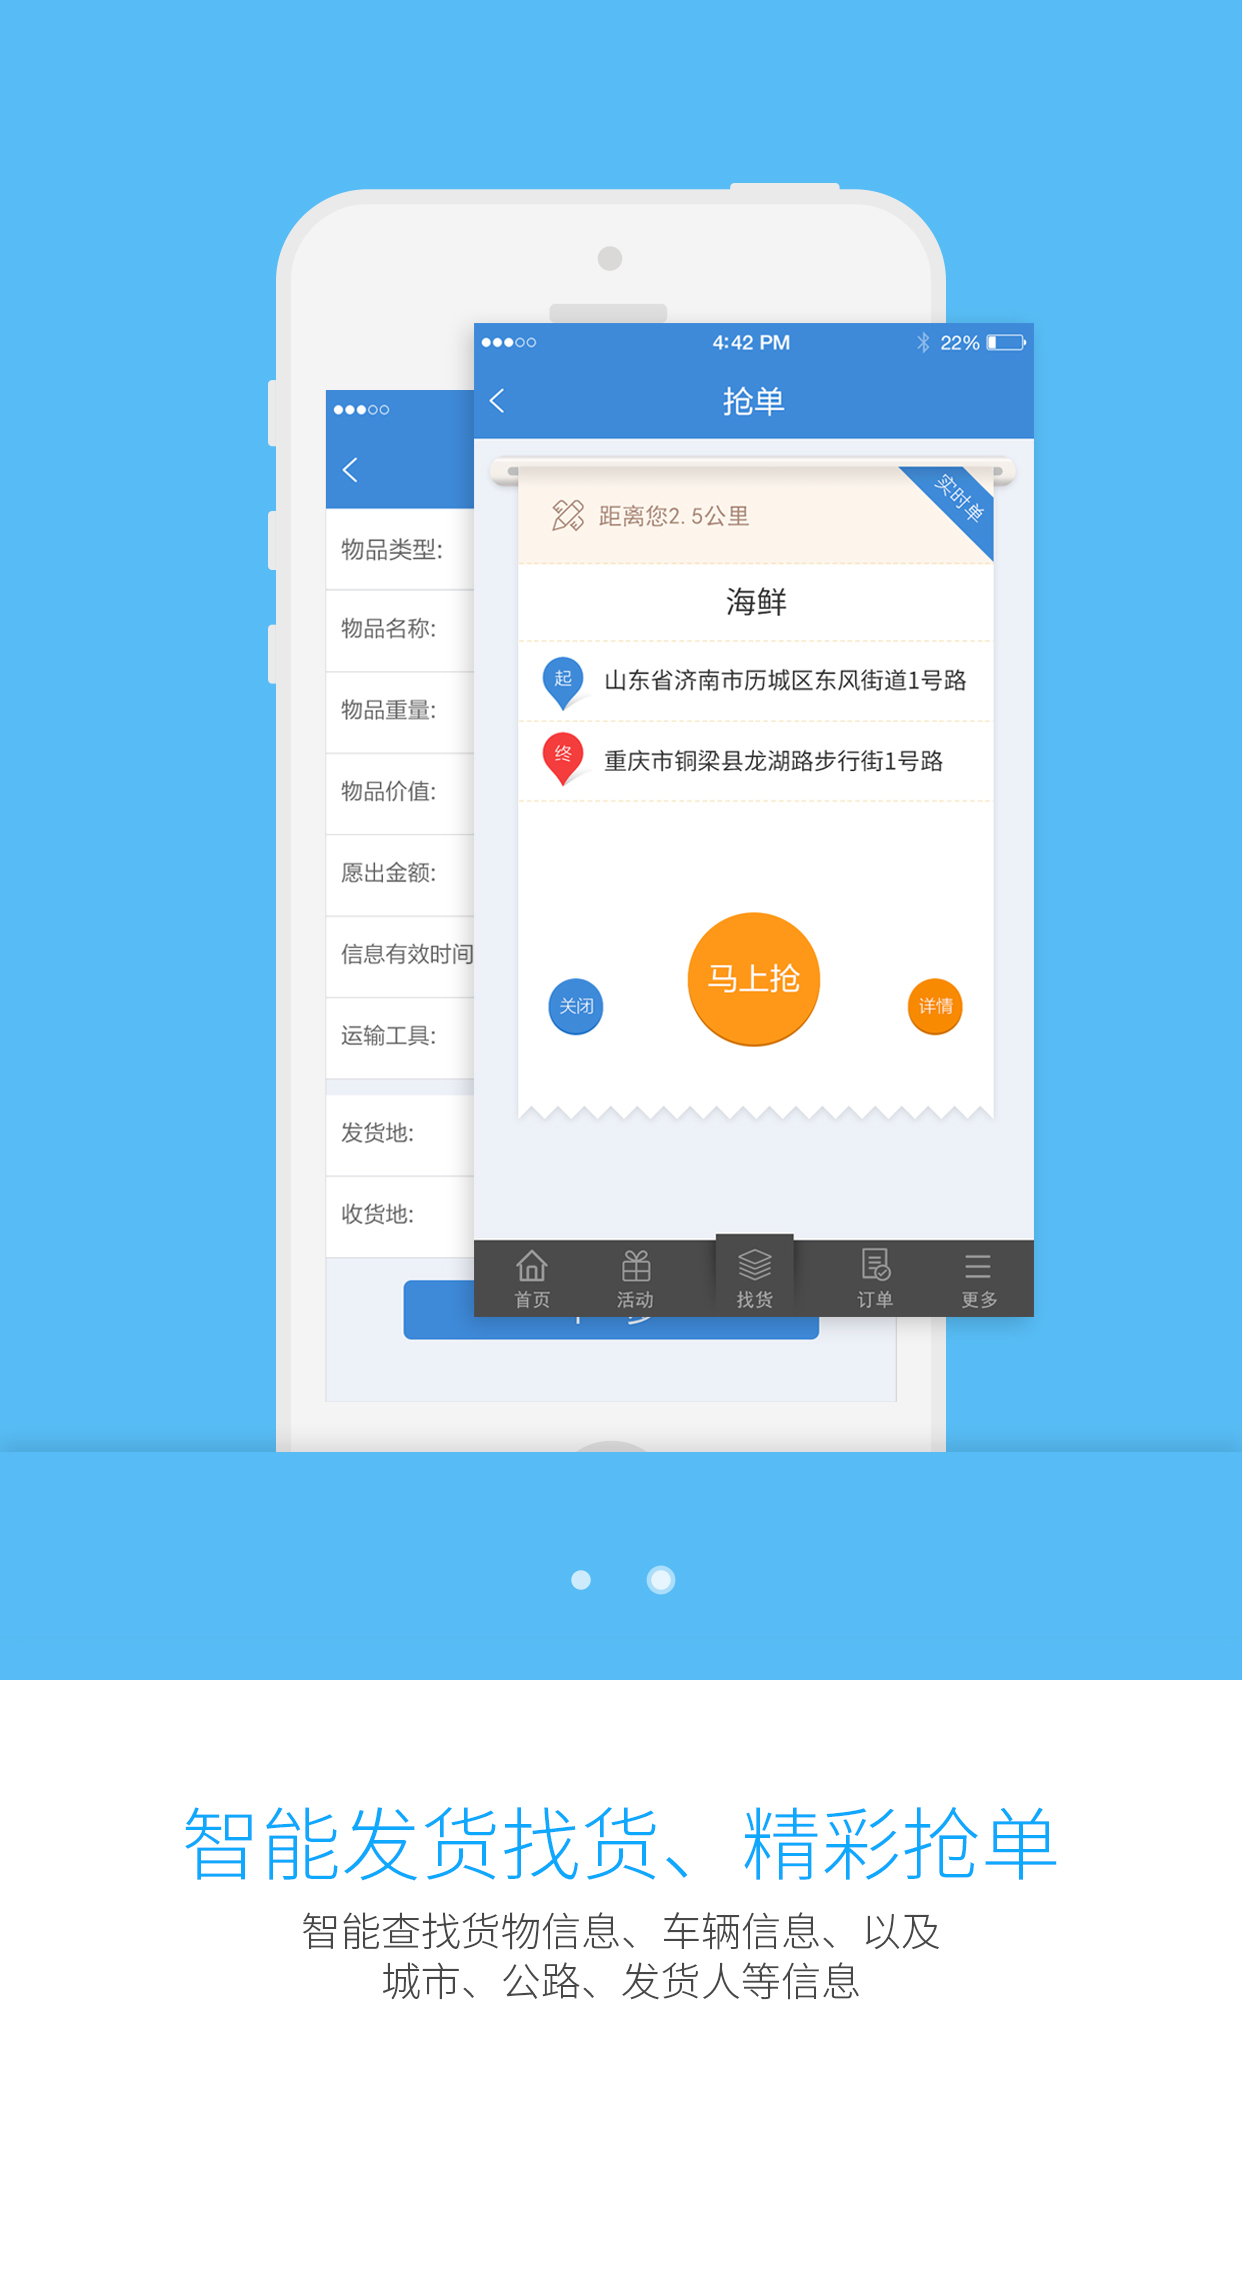 4:42 PM
22%
抢单
实时单
距离您2.5公里
海鲜
起
山东省济南市历城区东风街道1号路
终
重庆市铜梁县龙湖路步行街1号路
马上抢
关闭
详情
首页
活动
找货
订单
更多
物品类型:
物品名称:
物品重量:
物品价值:
愿出金额:
信息有效时间
运输工具:
发货地:
收货地:
智能发货找货、精彩抢单
智能查找货物信息、车辆信息、以及
城市、公路、发货人等信息